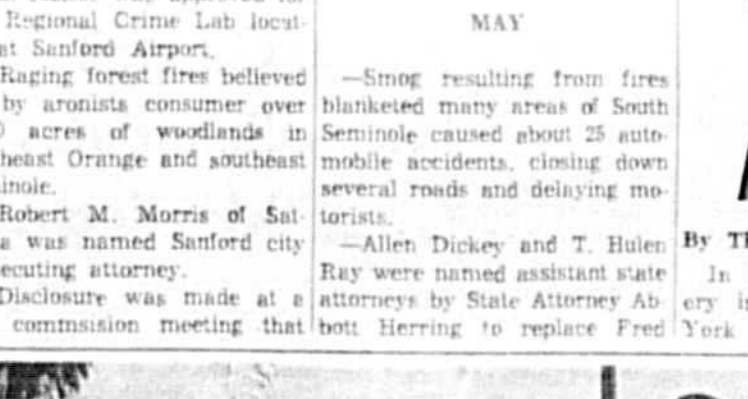 Regional Crime Lab locat-
at Sanford Airport.
Raging forest fires believed
by aronists consumer over
acres of woodlands in
heast Orange and southeast
inole.
Robert M. Morris of Sat-
a was named Sanford city
ecuting attorney.
Disclosure was made at a
commsision meeting that
MAY
—Smog resulting from fires
blanketed many areas of South
Seminole caused about 25 auto-
mobile accidents, closing down
several roads and delaying mo-
torists.
—Allen Dickey and T. Hulen
Ray were named assistant state
attorneys by State Attorney Ab-
bott Herring to replace Fred
By Th
In
ery i
York